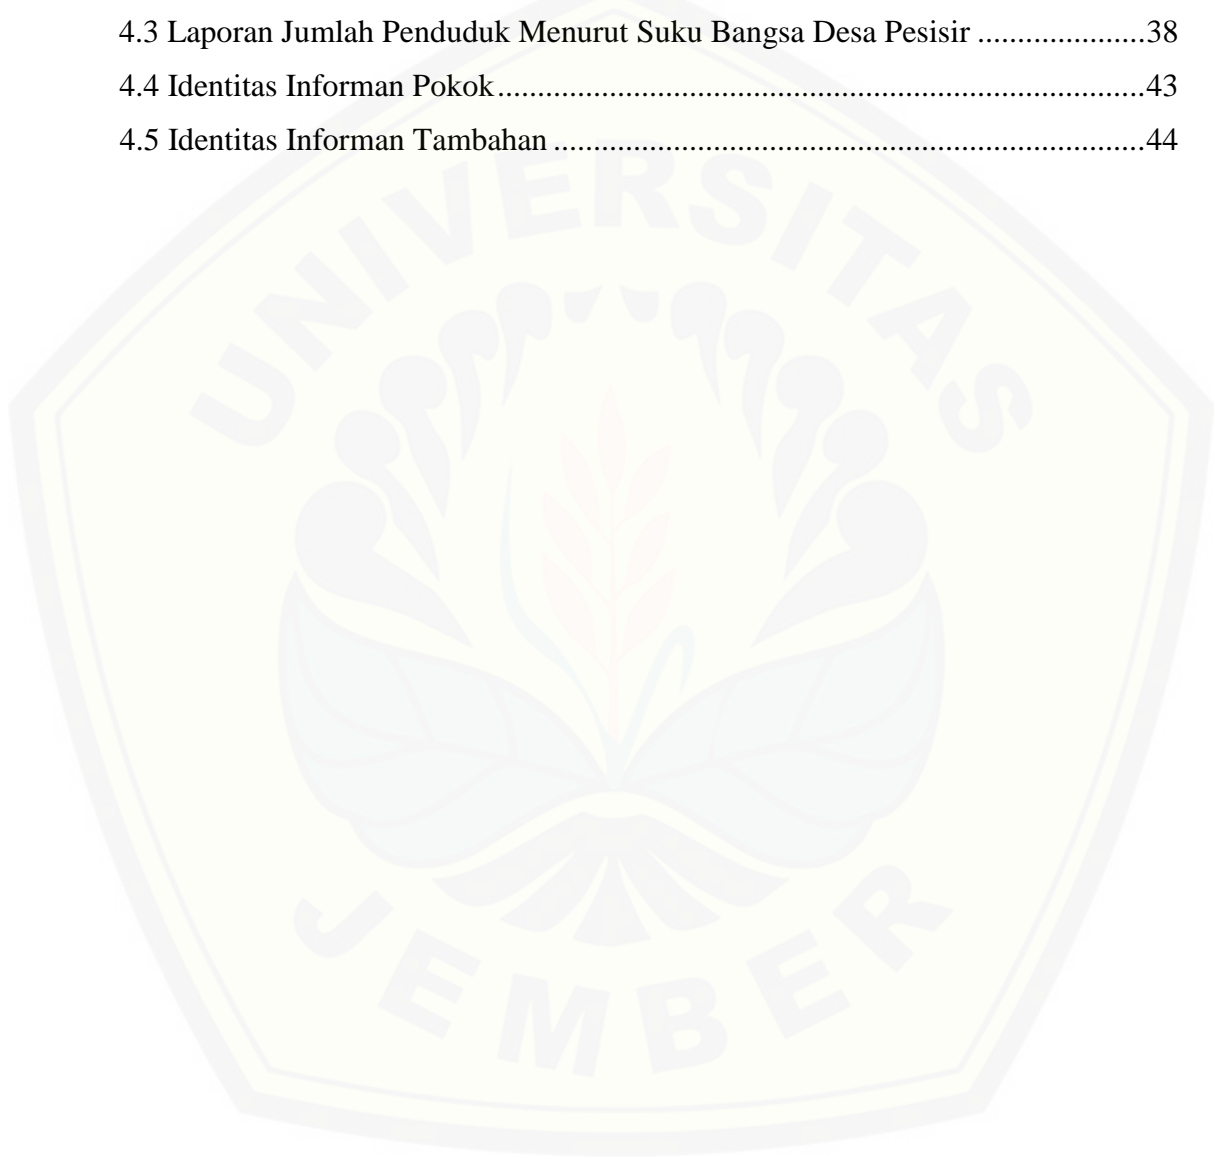 4.3 Laporan Jumlah Penduduk Menurut Suku Bangsa Desa Pesisir .....................38
4.4 Identitas Informan Pokok.................................................................................43
4.5 Identitas Informan Tambahan ..........................................................................44
UNIVERSITAS
JEMBER